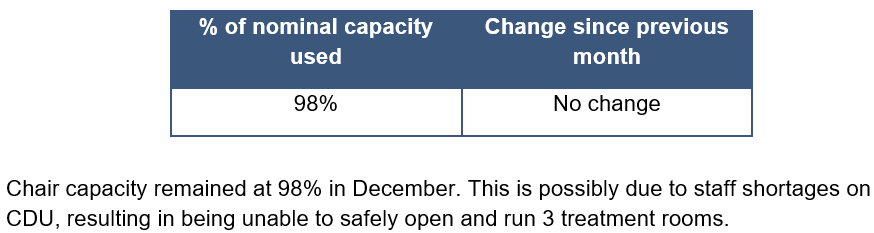 % of nominal capacity used
Change since previous month
98%
No change
Chair capacity remained at 98% in December. This is possibly due to staff shortages on
CDU, resulting in being unable to safely open and run 3 treatment rooms.